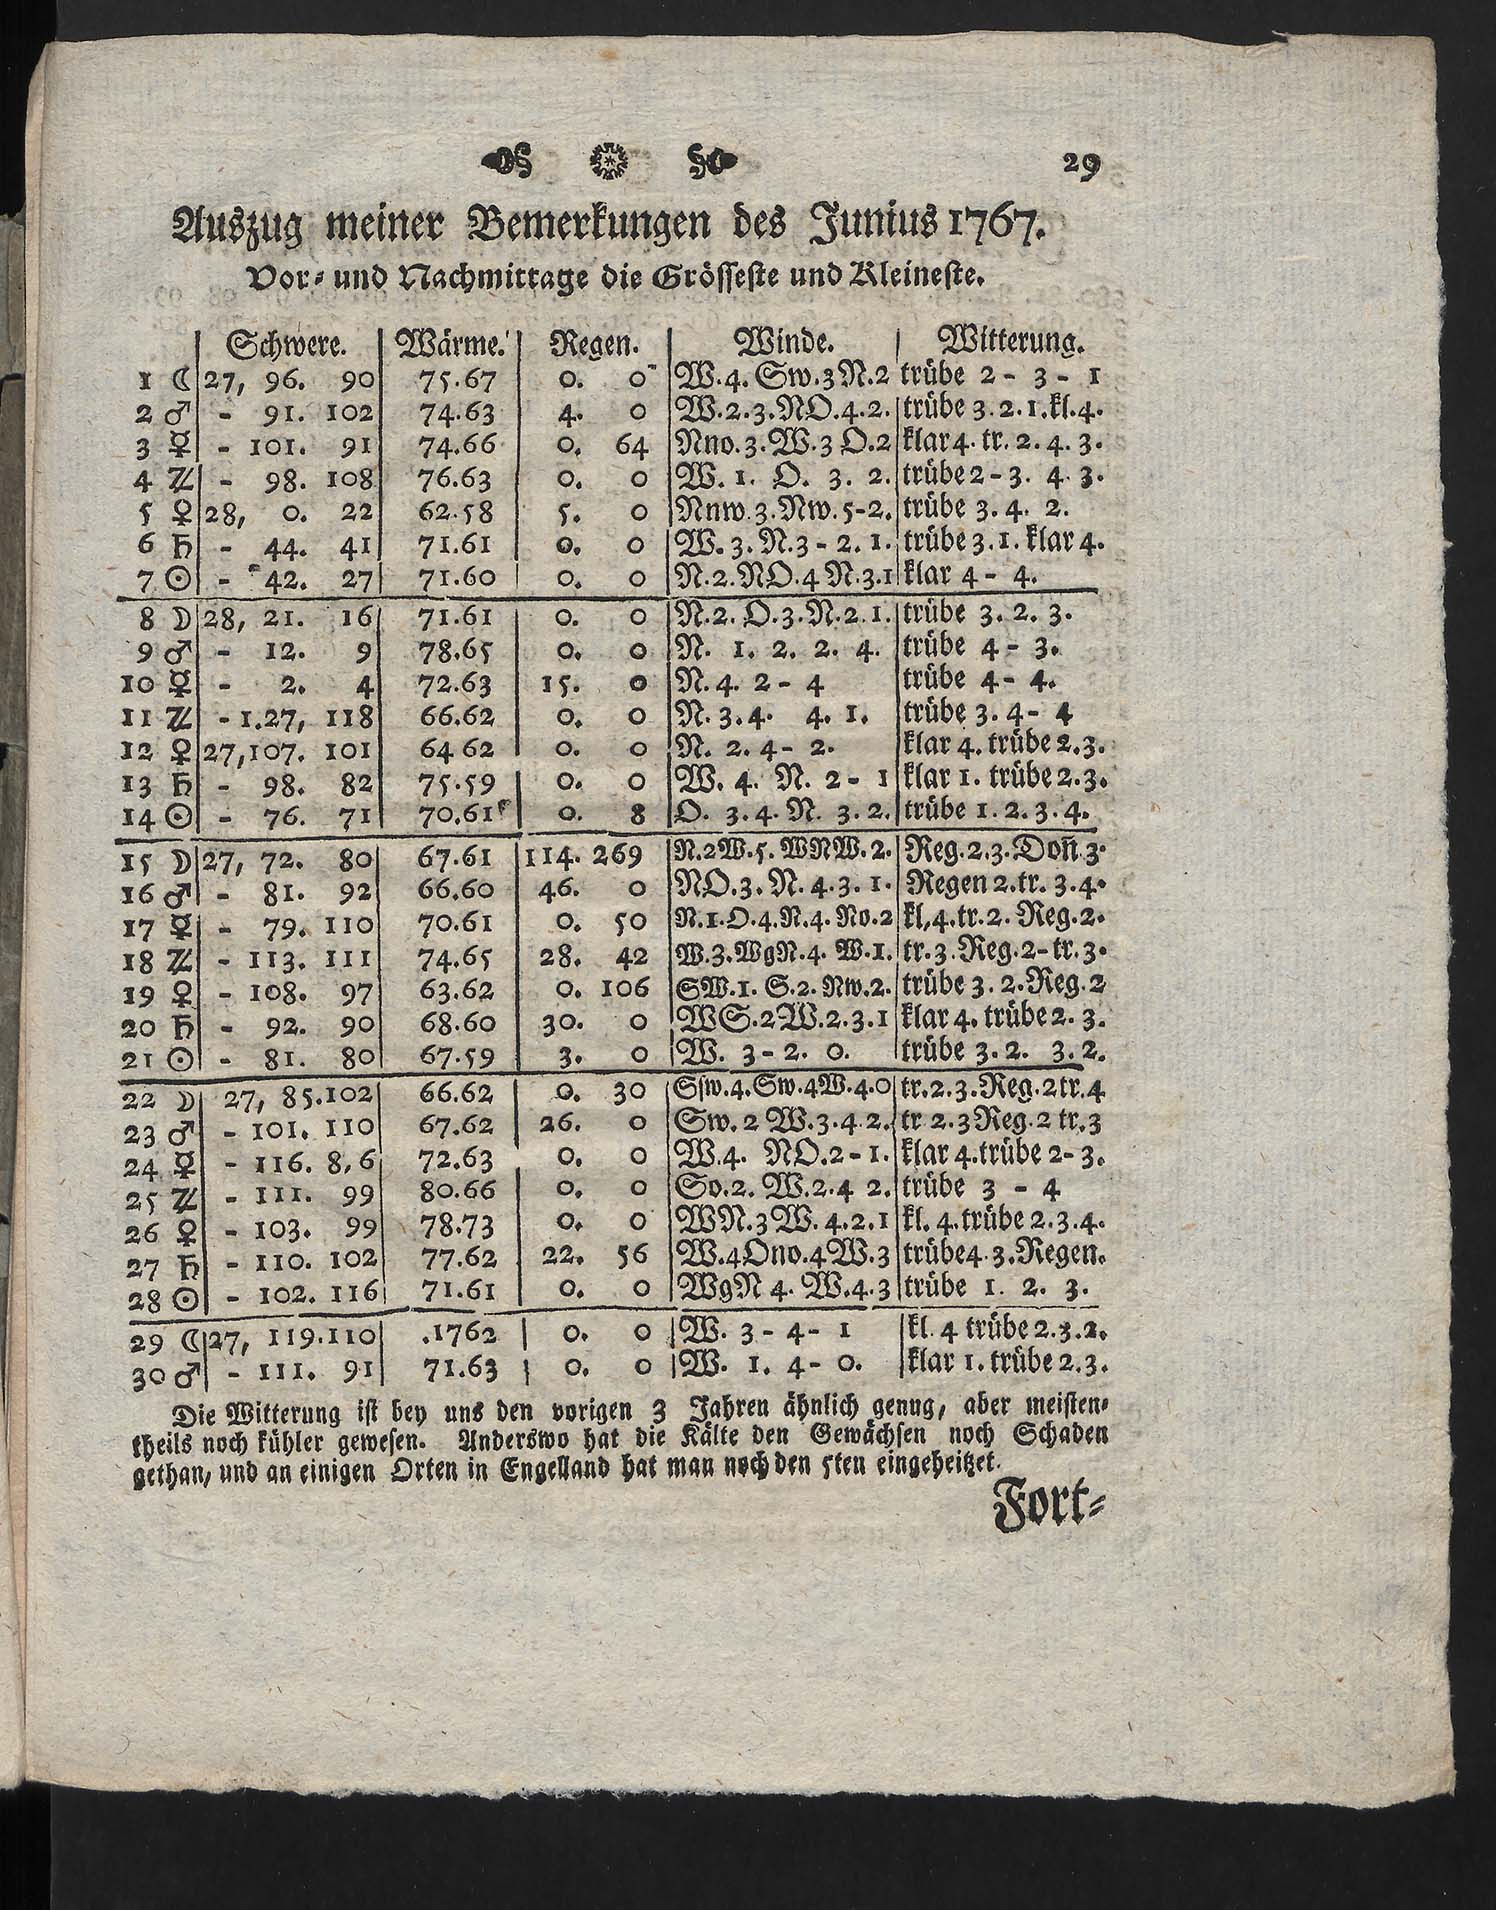 29
Auszug meiner Bemerkungen des Junius 1767.
Vor- und Nachmittage die Grösseste und Kleineste.
Schwere. Wärme. Regen. Winde. Witterung.
1 ☾ 27, 96. 90 75.67 0. 0 W.4. Sw.3 N.2 trübe 2 - 3 - 1
2 ♂ - 91. 102 74.63 4. 0 W.2.3.NO.4.2. trübe 3.2.1.kl.4.
3 ☿ - 101. 91 74.66 0. 64 Nno.3.W.3 O.2 klar 4. tr. 2. 4. 3.
4 ♃ - 98. 108 76.63 0. 0 W. 1. O. 3. 2. trübe 2 - 3. 4. 3.
5 ♀ 28, 0. 22 62.58 5. 0 Nnw.3.Nw.5-2. trübe 3. 4. 2.
6 ♄ - 44. 41 71.61 0. 0 W. 3. N.3 - 2. 1. trübe 3.1. klar 4.
7 ☉ - 42. 27 71.60 0. 0 N.2.NO.4 N.3.1 klar 4 - 4.
8 ☽ 28, 21. 16 71.61 0. 0 N.2. O.3.N.2.1. trübe 3. 2. 3.
9 ♂ - 12. 9 78.65 0. 0 N. 1. 2. 2. 4. trübe 4 - 3.
10 ☿ - 2. 4 72.63 15. 0 N.4. 2 - 4 trübe 4 - 4.
11 ♃ - 1.27, 118 66.62 0. 0 N. 3.4. 4. 1. trübe 3. 4 - 4
12 ♀ 27,107. 101 64 62 0. 0 N. 2. 4 - 2. klar 4. trübe 2.3.
13 ♄ - 98. 82 75.59 0. 0 W. 4. N. 2 - 1 klar 1. trübe 2.3.
14 ☉ - 76. 71 70.61 0. 8 O. 3.4. N. 3.2. trübe 1. 2. 3. 4.
15 ☽ 27, 72. 80 67.61 114. 269 N.2W.5. WNW.2. Reg.2.3.Don̄ 3.
16 ♂ - 81. 92 66.60 46. 0 NO.3. N. 4. 3. 1. Regen 2.tr. 3.4.
17 ☿ - 79. 110 70.61 0. 50 N.1.O.4.N.4. No.2 kl,4.tr.2. Reg.2.
18 ♃ - 113. 111 74.65 28. 42 W.3.WgN.4. W.1. tr.3.Reg.2-tr.3.
19 ♀ - 108. 97 63.62 0. 106 SW.1. S.2. Nw.2. trübe 3. 2.Reg.2
20 ♄ - 92. 90 68.60 30. 0 WS.2W.2.3.1 klar 4. trübe 2. 3.
21 ☉ - 81. 80 67.59 3. 0 W. 3 - 2. 0. trübe 3. 2. 3.2.
22 ☽ 27, 85.102 66.62 0. 30 Ssw.4.Sw.4W.4.0 tr.2.3.Reg.2tr.4
23 ♂ - 101. 110 67.62 26. 0 Sw. 2 W.3.4.2. tr 2.3 Reg.2 tr.3
24 ☿ - 116. 8,6 72.63 0. 0 W.4. NO.2 - 1. klar 4.trübe 2- 3.
25 ♃ - 111. 99 80.66 0. 0 So.2. W.2.4 2. trübe 3 - 4
26 ♀ - 103. 99 78.73 0. 0 WN.3 W. 4.2.1 kl. 4.trübe 2.3.4.
27 ♄ - 110. 102 77.62 22. 56 W.4Ono.4W.3 trübe4.3.Regen.
28 ☉ - 102. 116 71.61 0. 0 WgN 4. W.4.3 trübe 1. 2. 3.
29 ☾ 27, 119.110 .1762 0. 0 W. 3 - 4 - 1 kl. 4 trübe 2.3.2.
30 ♂ - 111. 91 71.63 0. 0 W. 1. 4 - 0. klar 1. trübe 2.3.
Die Witterung ist bey uns den vorigen 3 Jahren ähnlich genug, aber meisten-
theils noch kühler gewesen. Anderswo hat die Kälte den Gewächsen noch Schaden
gethan, und an einigen Orten in Engelland hat man noch den 5ten eingeheitzet.
Fort-